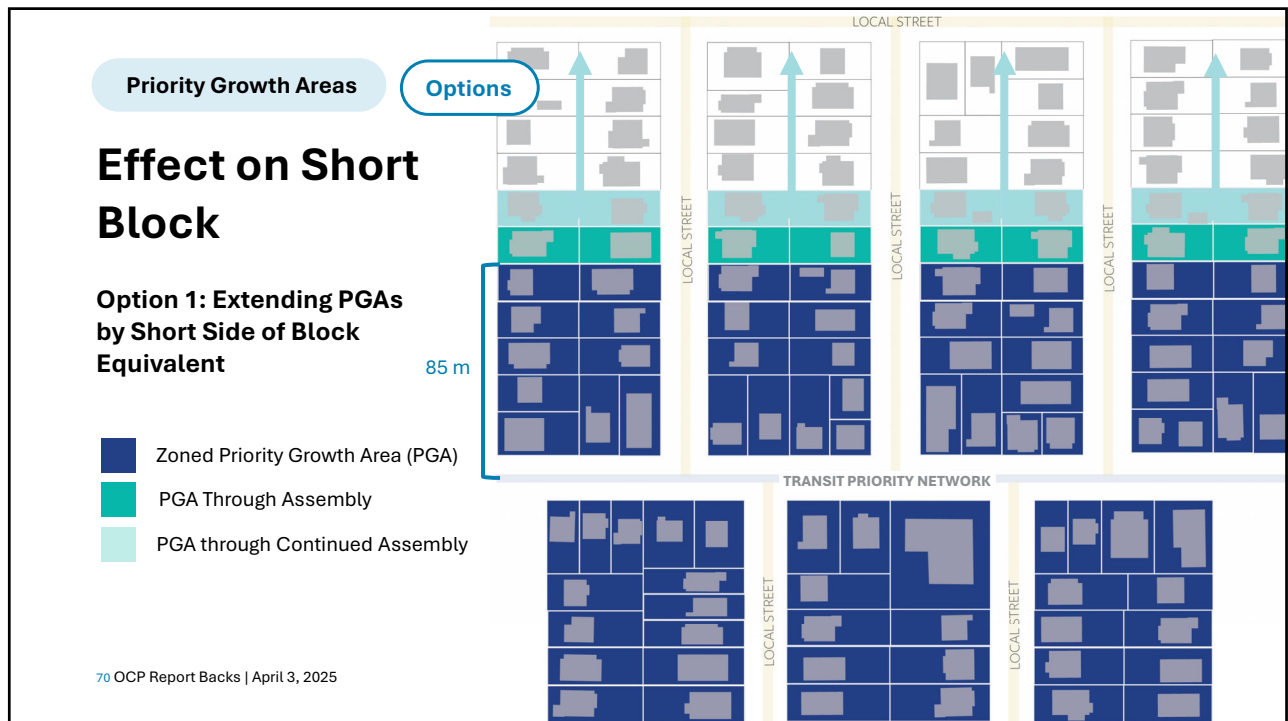 LOCAL STREET
Priority Growth Areas
Options
Effect on Short
Block
Option 1: Extending PGAs
by Short Side of Block
Equivalent
85 m
Zoned Priority Growth Area (PGA)
PGA Through Assembly
PGA through Continued Assembly
LOCAL STREET
LOCAL STREET
LOCAL STREET
TRANSIT PRIORITY NETWORK
LOCAL STREET
LOCAL STREET
70 OCP Report Backs | April 3, 2025